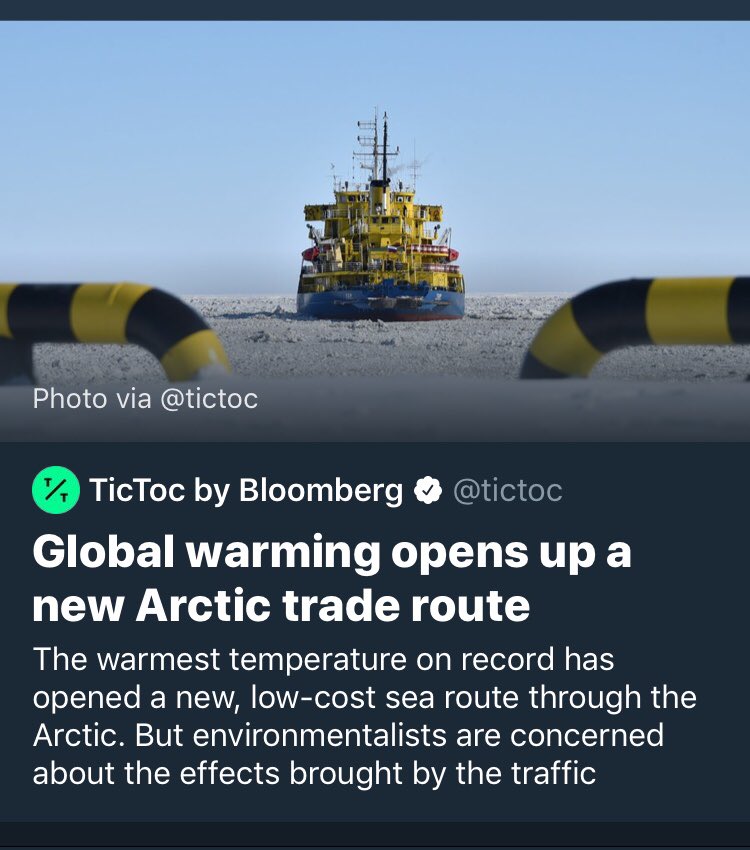 Photo via @tictoc
TicToc by Bloomberg @tictoc
Global warming opens up a
new Arctic trade route
The warmest temperature on record has
opened a new, low-cost sea route through the
Arctic. But environmentalists are concerned
about the effects brought by the traffic